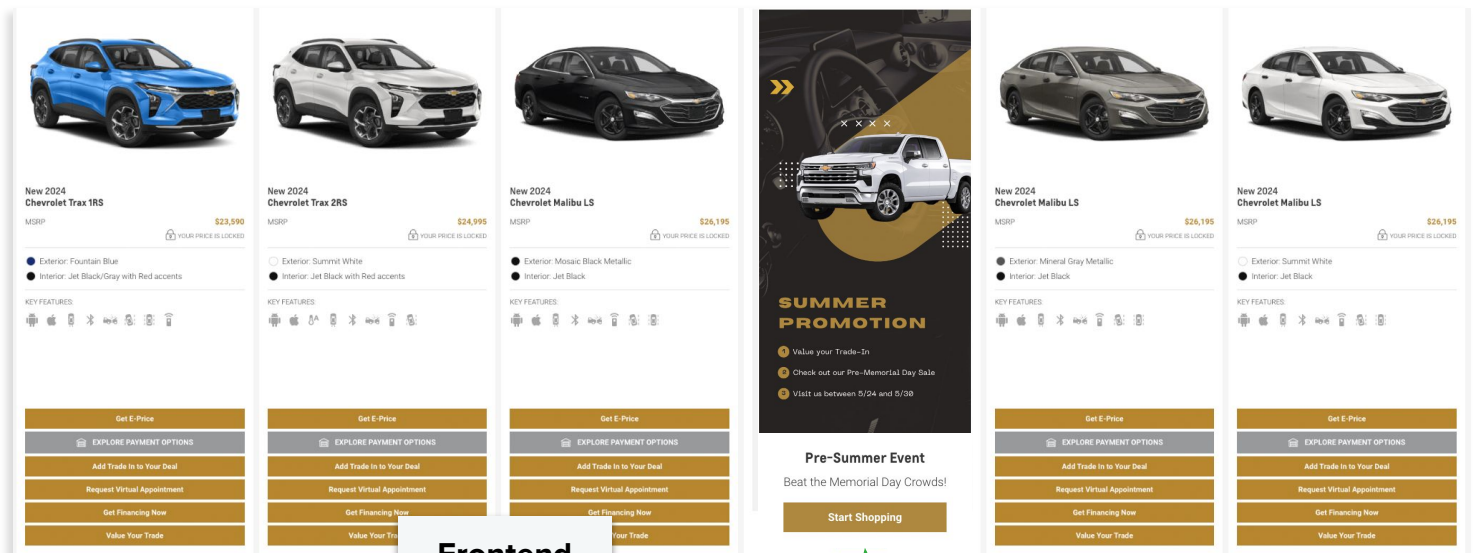 New 2024
Chevrolet Trax 1RS
MSRP $23,590
YOUR PRICE IS LOCKED
Exterior: Fountain Blue
Interior: Jet Black/Gray with Red accents
KEY FEATURES:
Get E-Price
EXPLORE PAYMENT OPTIONS
Add Trade In to Your Deal
Request Virtual Appointment
Get Financing Now
Value Your Trade
New 2024
Chevrolet Trax 2RS
MSRP $24,995
YOUR PRICE IS LOCKED
Exterior: Summit White
Interior: Jet Black with Red accents
KEY FEATURES:
Get E-Price
EXPLORE PAYMENT OPTIONS
Add Trade In to Your Deal
Request Virtual Appointment
Get Financing Now
Value Your Tra
New 2024
Chevrolet Malibu LS
MSRP $26,195
YOUR PRICE IS LOCKED
Exterior: Mosaic Black Metallic
Interior: Jet Black
KEY FEATURES:
Get E-Price
EXPLORE PAYMENT OPTIONS
Add Trade In to Your Deal
Request Virtual Appointment
Get Financing Now
Your Trade
Frontend
SUMMER
PROMOTION
1 Value your Trade-In
2 Check out our Pre-Memorial Day Sale
3 Visit us between 5/24 and 5/30
Pre-Summer Event
Beat the Memorial Day Crowds!
Start Shopping
New 2024
Chevrolet Malibu LS
MSRP $26,195
YOUR PRICE IS LOCKED
Exterior: Mineral Gray Metallic
Interior: Jet Black
KEY FEATURES:
Get E-Price
EXPLORE PAYMENT OPTIONS
Add Trade In to Your Deal
Request Virtual Appointment
Get Financing Now
Value Your Trade
New 2024
Chevrolet Malibu LS
MSRP $26,195
YOUR PRICE IS LOCKED
Exterior: Summit White
Interior: Jet Black
KEY FEATURES:
Get E-Price
EXPLORE PAYMENT OPTIONS
Add Trade In to Your Deal
Request Virtual Appointment
Get Financing Now
Value Your Trade